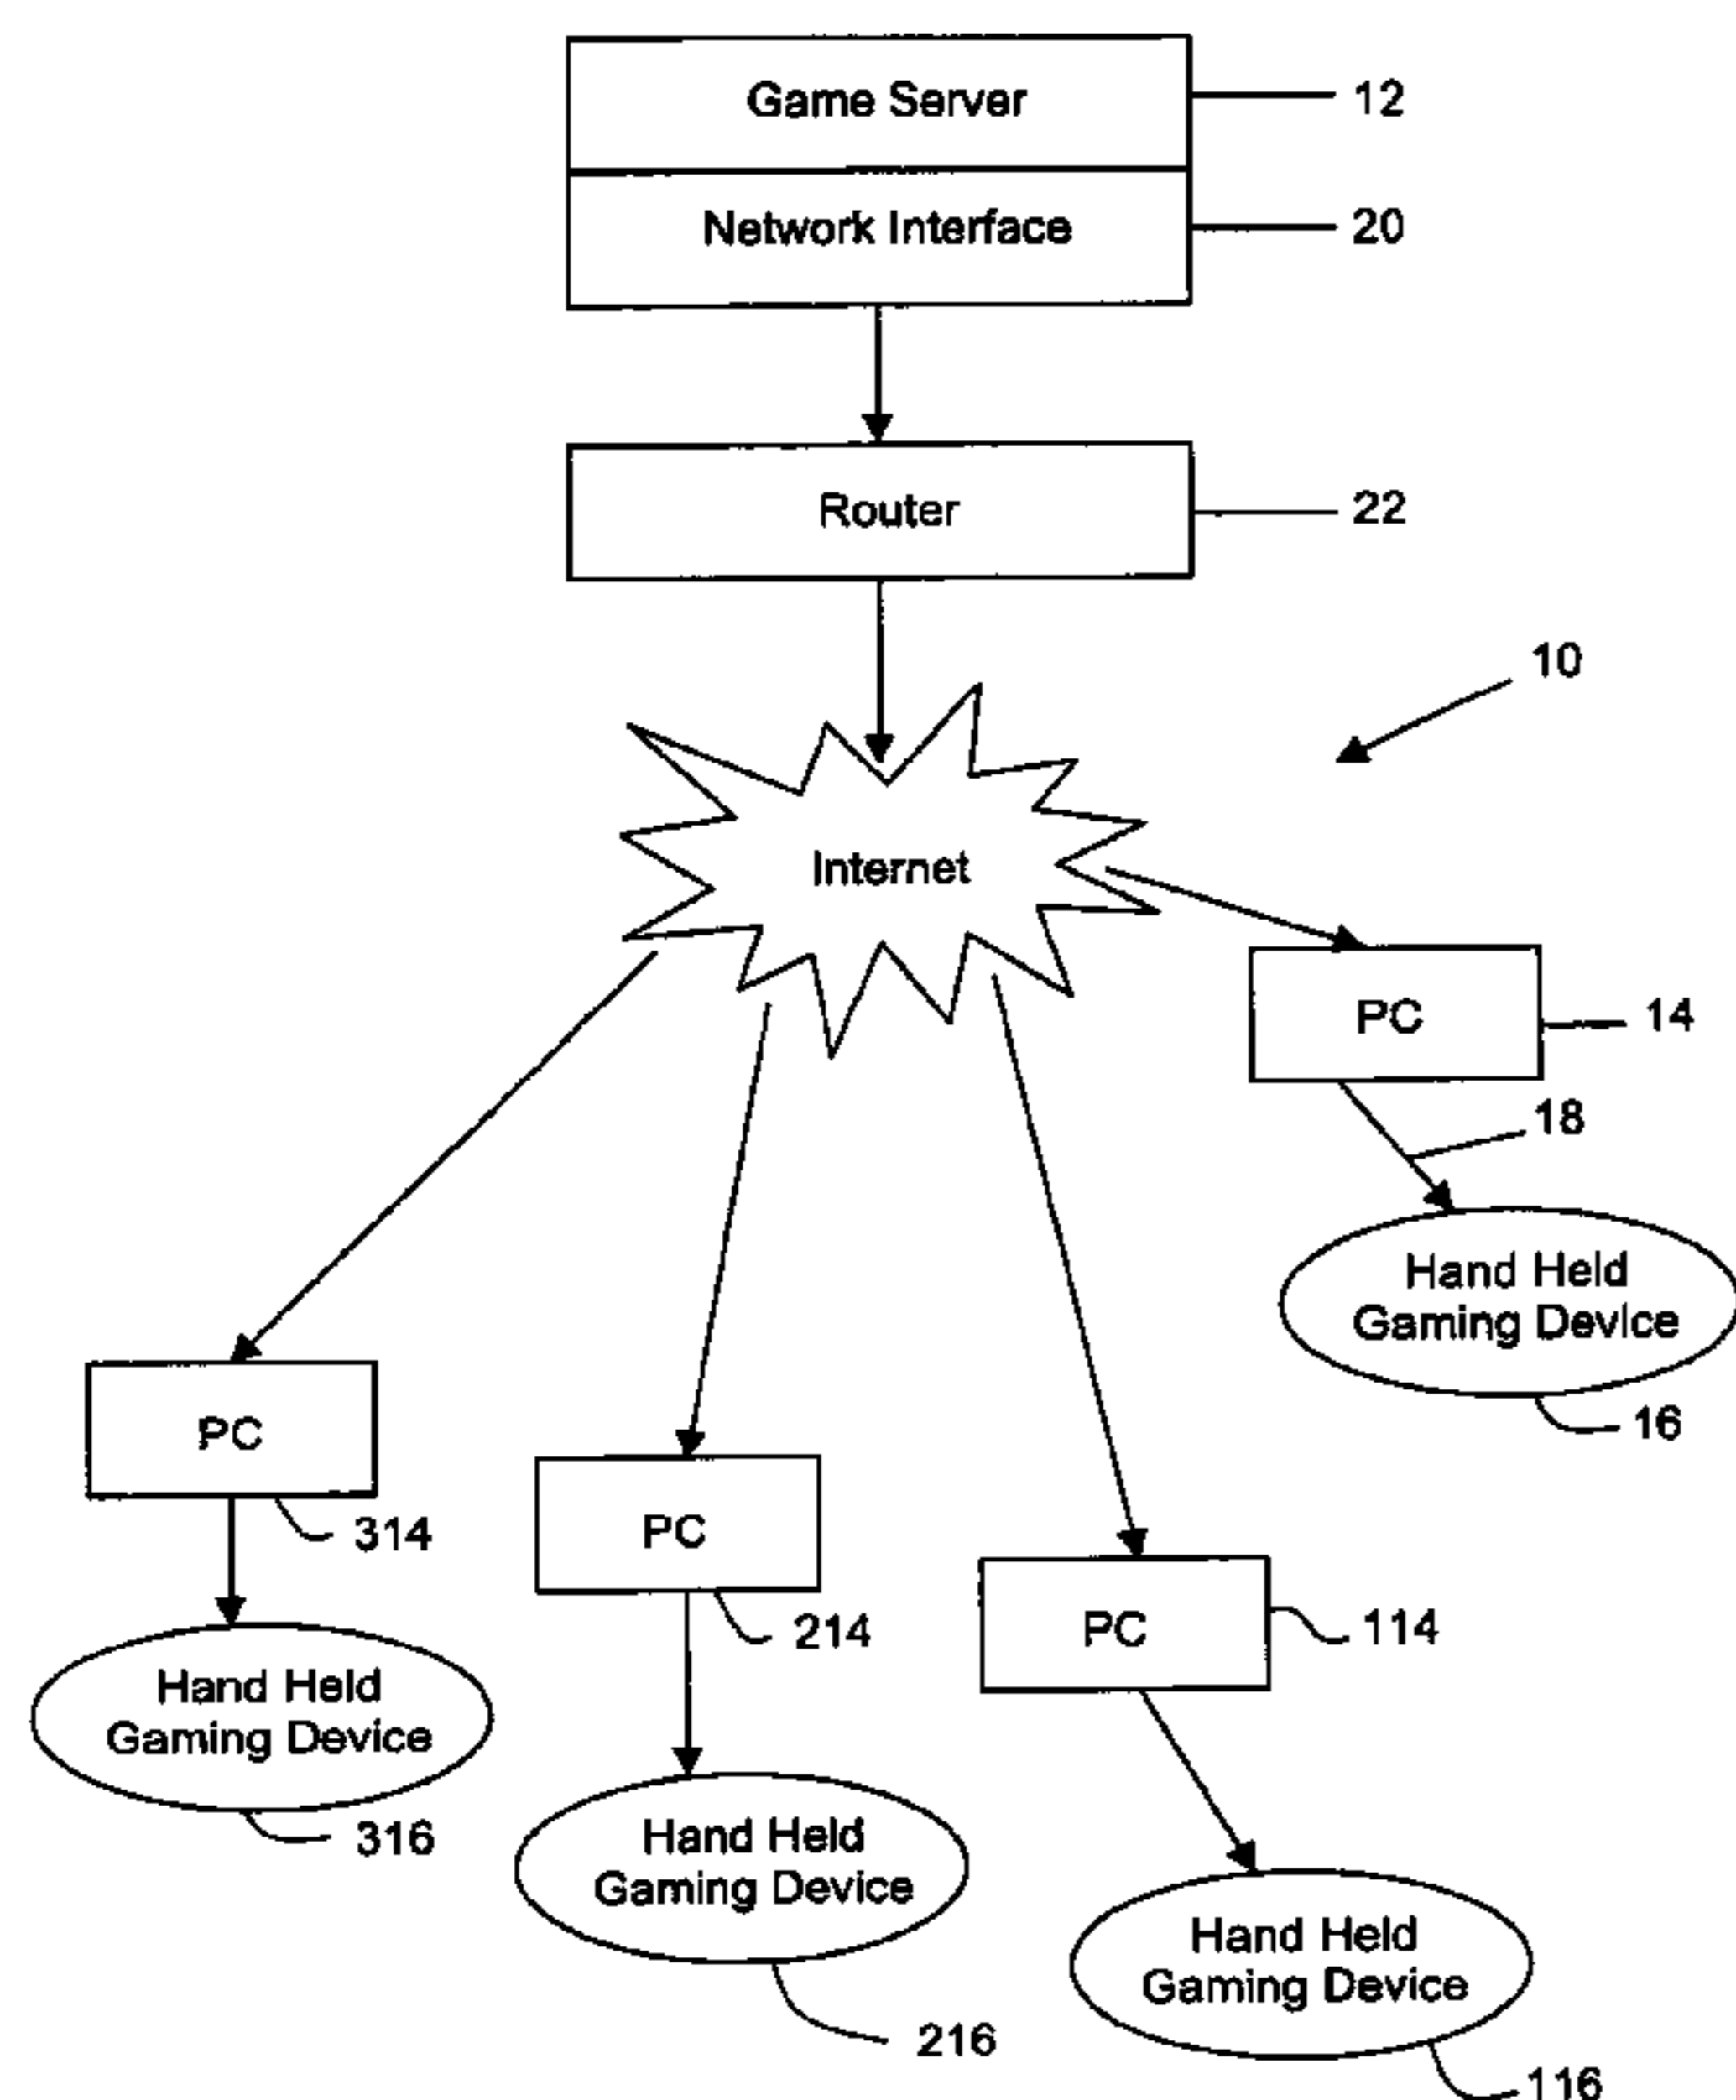 Game Server
12
Network Interface
20
Router
22
10
Internet
PC
14
18
Hand Held
Gaming Device
16
PC
314
PC
214
PC
114
Hand Held
Gaming Device
316
Hand Held
Gaming Device
216
Hand Held
Gaming Device
116